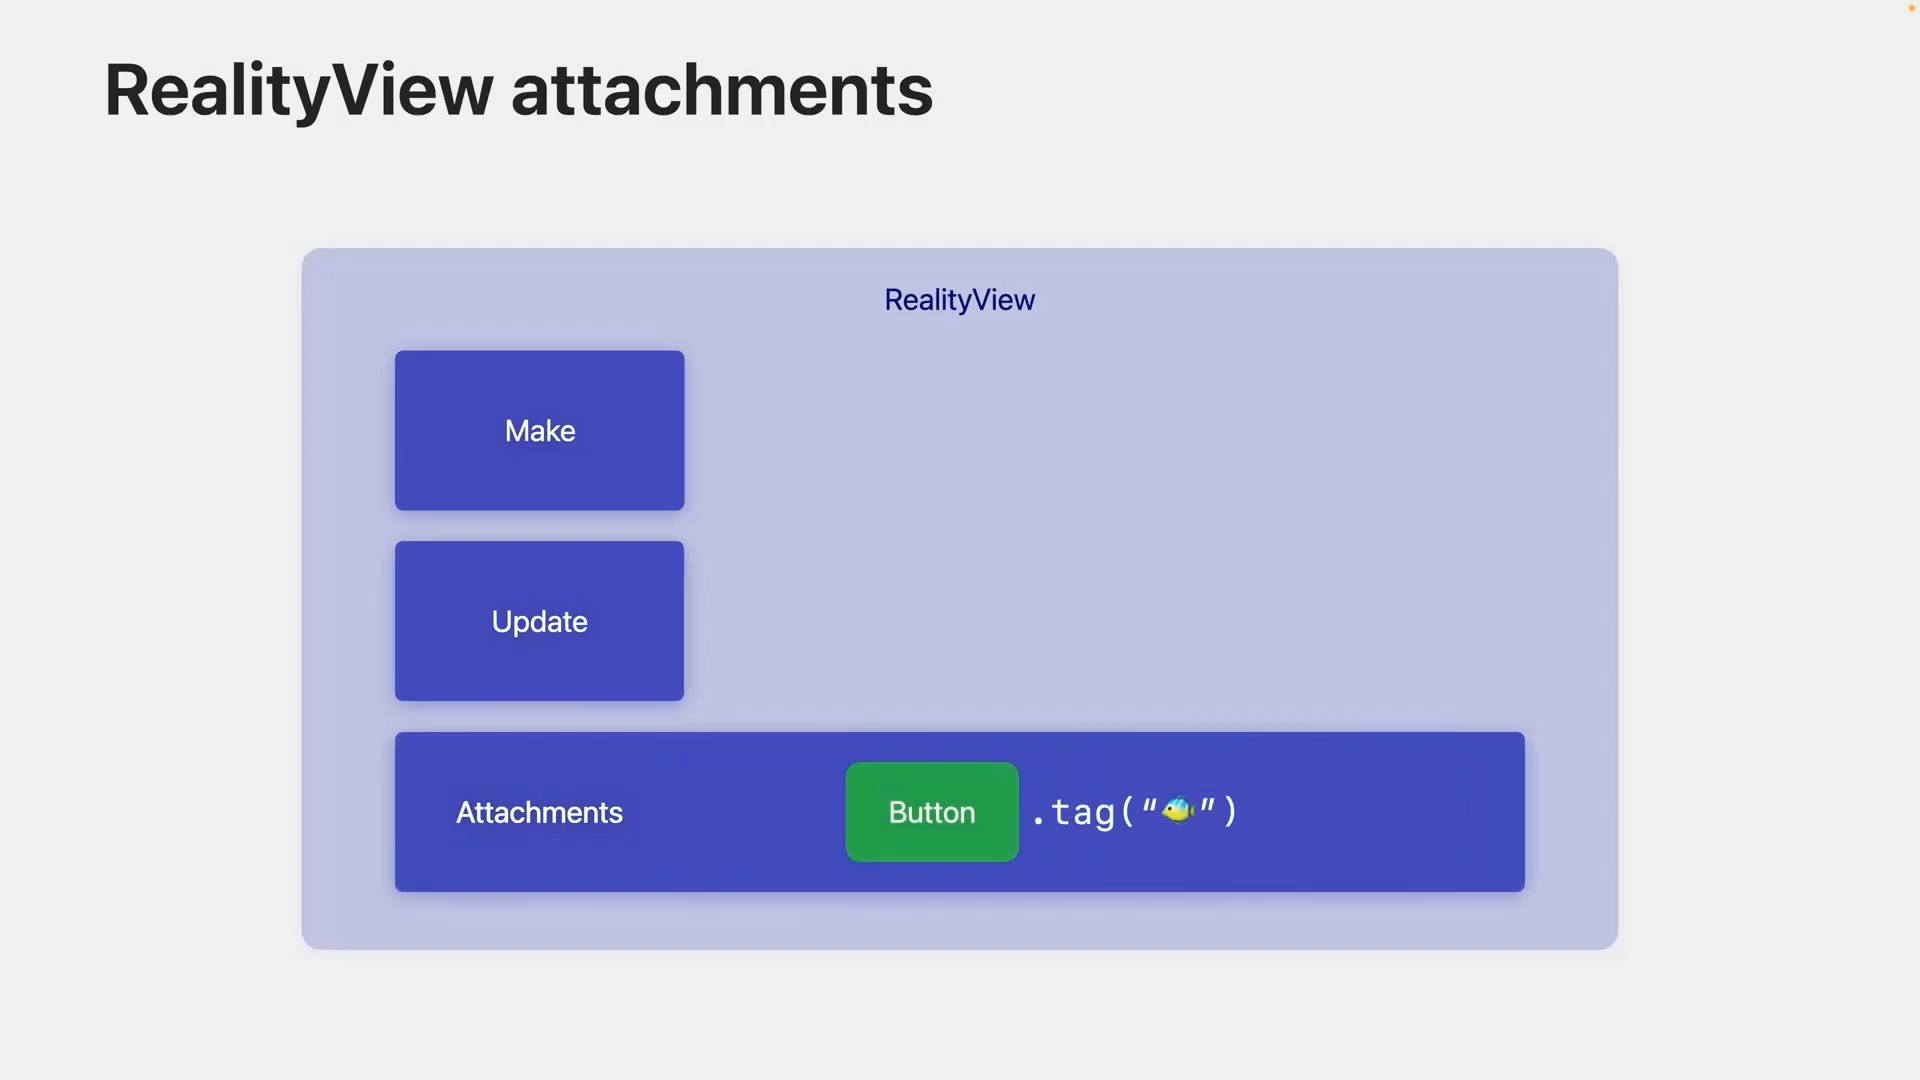 RealityView attachments
RealityView
Make
Update
Attachments
Button .tag(“🐠”)